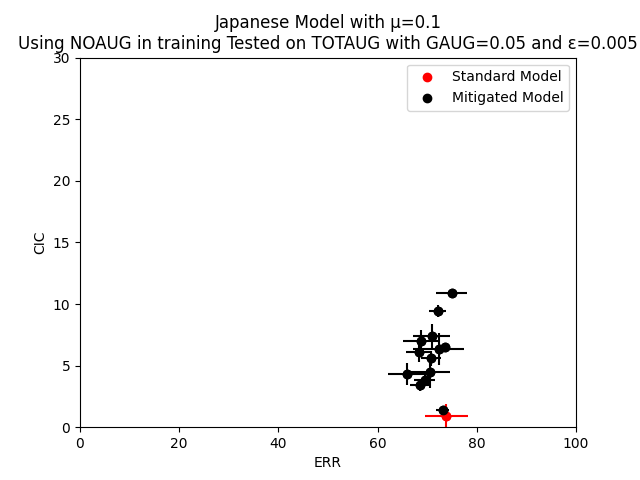 Japanese Model with μ=0.1
Using NOAUG in training Tested on TOTAUG with GAUG=0.05 and ε=0.005
Standard Model
Mitigated Model
30
25
20
15
10
5
0
CIC
0 20 40 60 80 100
ERR